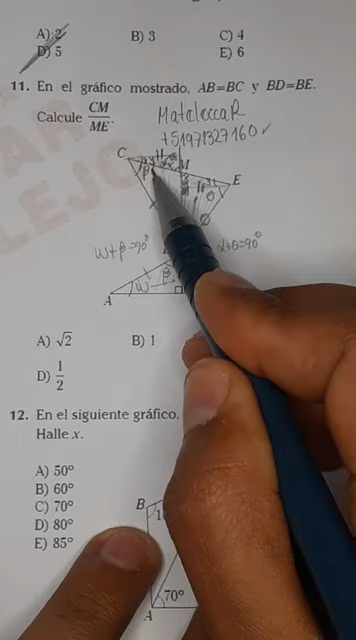 A) 2 B) 3 C) 4
D) 5 E) 6
11. En el gráfico mostrado, AB=BC y BD=BE.
Calcule CM/ME.
MateloccaR
+51971327160
C
M
E
β
θ
w+β=90°
α+θ=90°
w
β
A
A) √2 B) 1
D) 1/2
12. En el siguiente gráfico,
Halle x.
A) 50°
B) 60°
C) 70°
D) 80°
E) 85°
B
70°
A